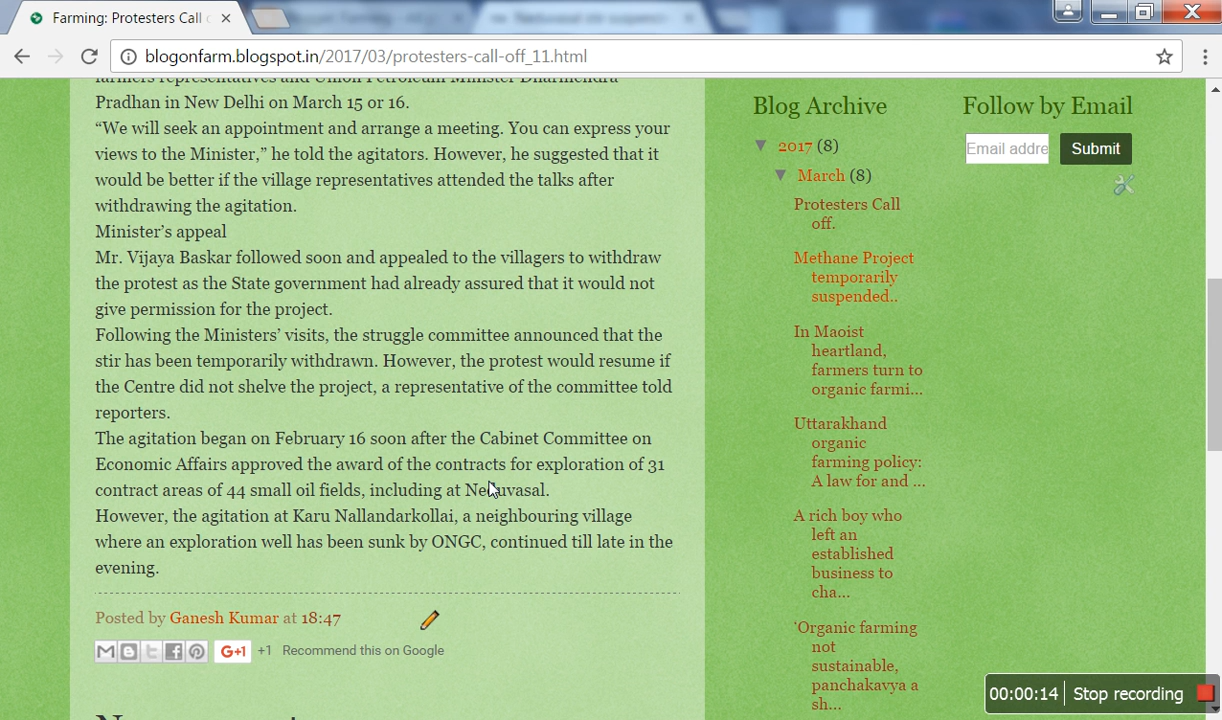 Farming: Protesters Call
blogonfarm.blogspot.in/2017/03/protesters-call-off_11.html
farmers representatives and Union Petroleum Minister Dharmendra
Pradhan in New Delhi on March 15 or 16.
“We will seek an appointment and arrange a meeting. You can express your
views to the Minister,” he told the agitators. However, he suggested that it
would be better if the village representatives attended the talks after
withdrawing the agitation.
Minister’s appeal
Mr. Vijaya Baskar followed soon and appealed to the villagers to withdraw
the protest as the State government had already assured that it would not
give permission for the project.
Following the Ministers’ visits, the struggle committee announced that the
stir has been temporarily withdrawn. However, the protest would resume if
the Centre did not shelve the project, a representative of the committee told
reporters.
The agitation began on February 16 soon after the Cabinet Committee on
Economic Affairs approved the award of the contracts for exploration of 31
contract areas of 44 small oil fields, including at Neduvasal.
However, the agitation at Karu Nallandarkollai, a neighbouring village
where an exploration well has been sunk by ONGC, continued till late in the
evening.
Posted by Ganesh Kumar at 18:47
G+1 +1 Recommend this on Google
Blog Archive
▼ 2017 (8)
▼ March (8)
Protesters Call
off.
Methane Project
temporarily
suspended..
In Maoist
heartland,
farmers turn to
organic farmi...
Uttarakhand
organic
farming policy:
A law for and ...
A rich boy who
left an
established
business to
cha...
‘Organic farming
not
sustainable,
panchakavya a
sh...
Follow by Email
Email addre
Submit
00:00:14 Stop recording